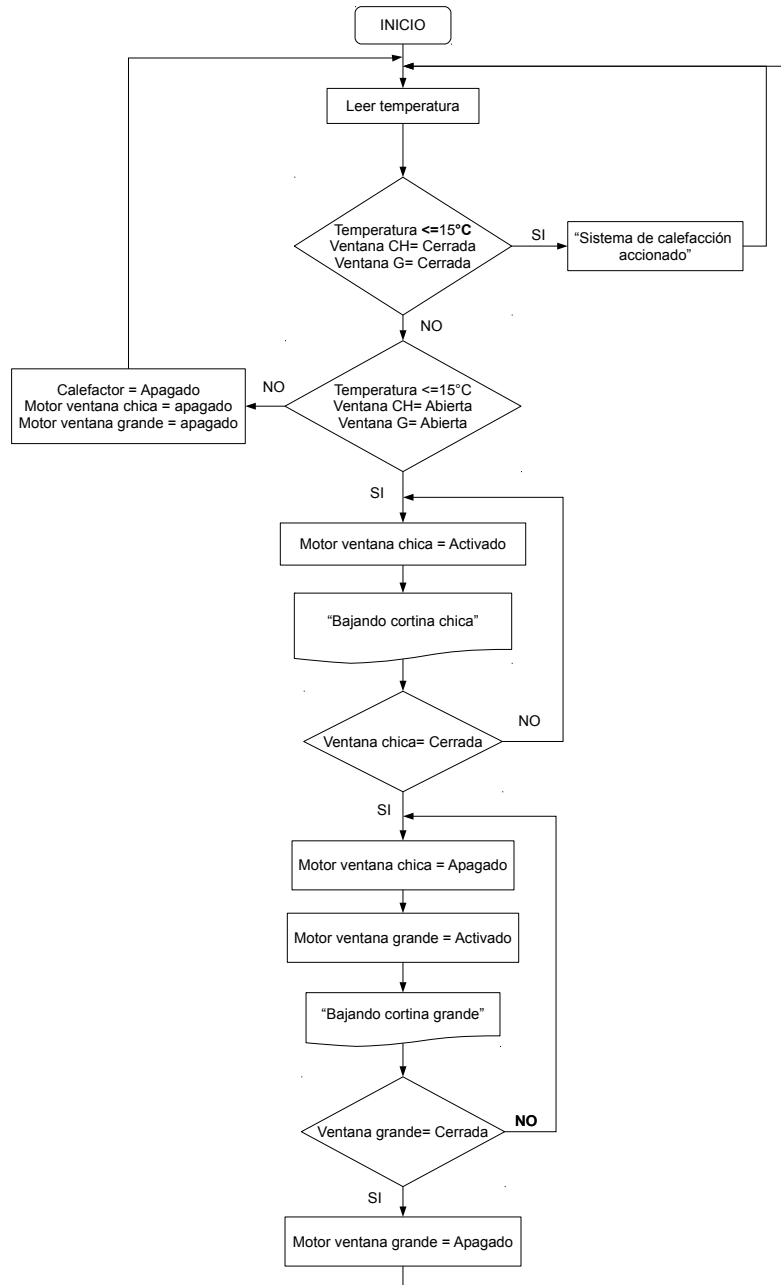 INICIO
Leer temperatura
Temperatura <=15°C
Ventana CH= Cerrada
Ventana G= Cerrada
SI
“Sistema de calefacción
accionado”
NO
Temperatura <=15°C
Ventana CH= Abierta
Ventana G= Abierta
NO
Calefactor = Apagado
Motor ventana chica = apagado
Motor ventana grande = apagado
SI
Motor ventana chica = Activado
“Bajando cortina chica”
Ventana chica= Cerrada
NO
SI
Motor ventana chica = Apagado
Motor ventana grande = Activado
“Bajando cortina grande”
Ventana grande= Cerrada
NO
SI
Motor ventana grande = Apagado